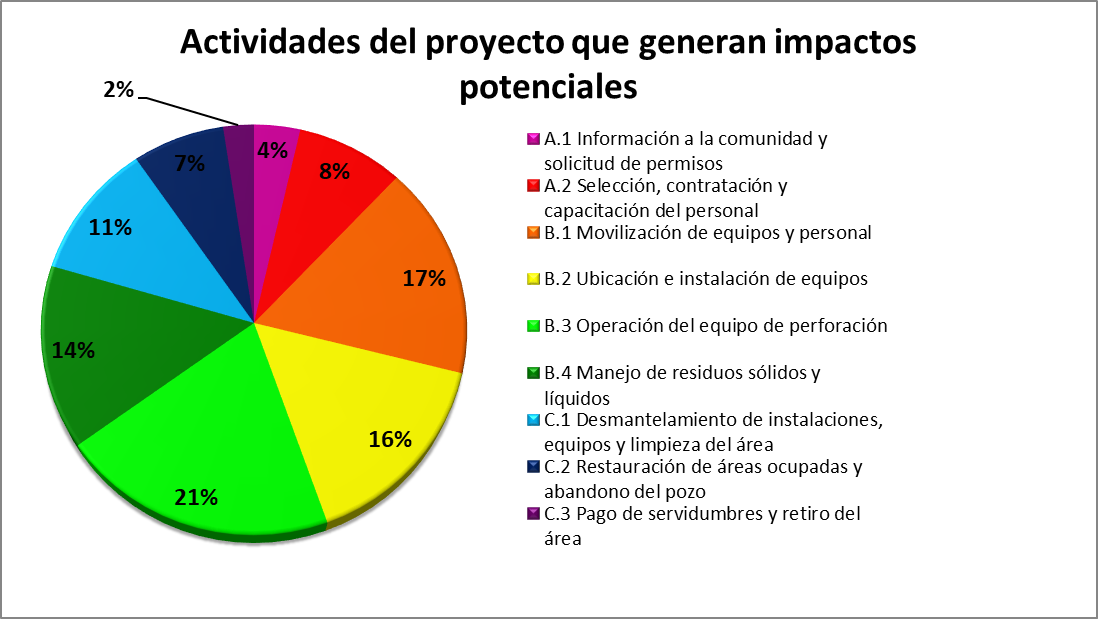 Actividades del proyecto que generan impactos
potenciales
2%
4%
8%
17%
16%
21%
14%
11%
7%
A.1 Información a la comunidad y
solicitud de permisos
A.2 Selección, contratación y
capacitación del personal
B.1 Movilización de equipos y personal
B.2 Ubicación e instalación de equipos
B.3 Operación del equipo de perforación
B.4 Manejo de residuos sólidos y
líquidos
C.1 Desmantelamiento de instalaciones,
equipos y limpieza del área
C.2 Restauración de áreas ocupadas y
abandono del pozo
C.3 Pago de servidumbres y retiro del
área